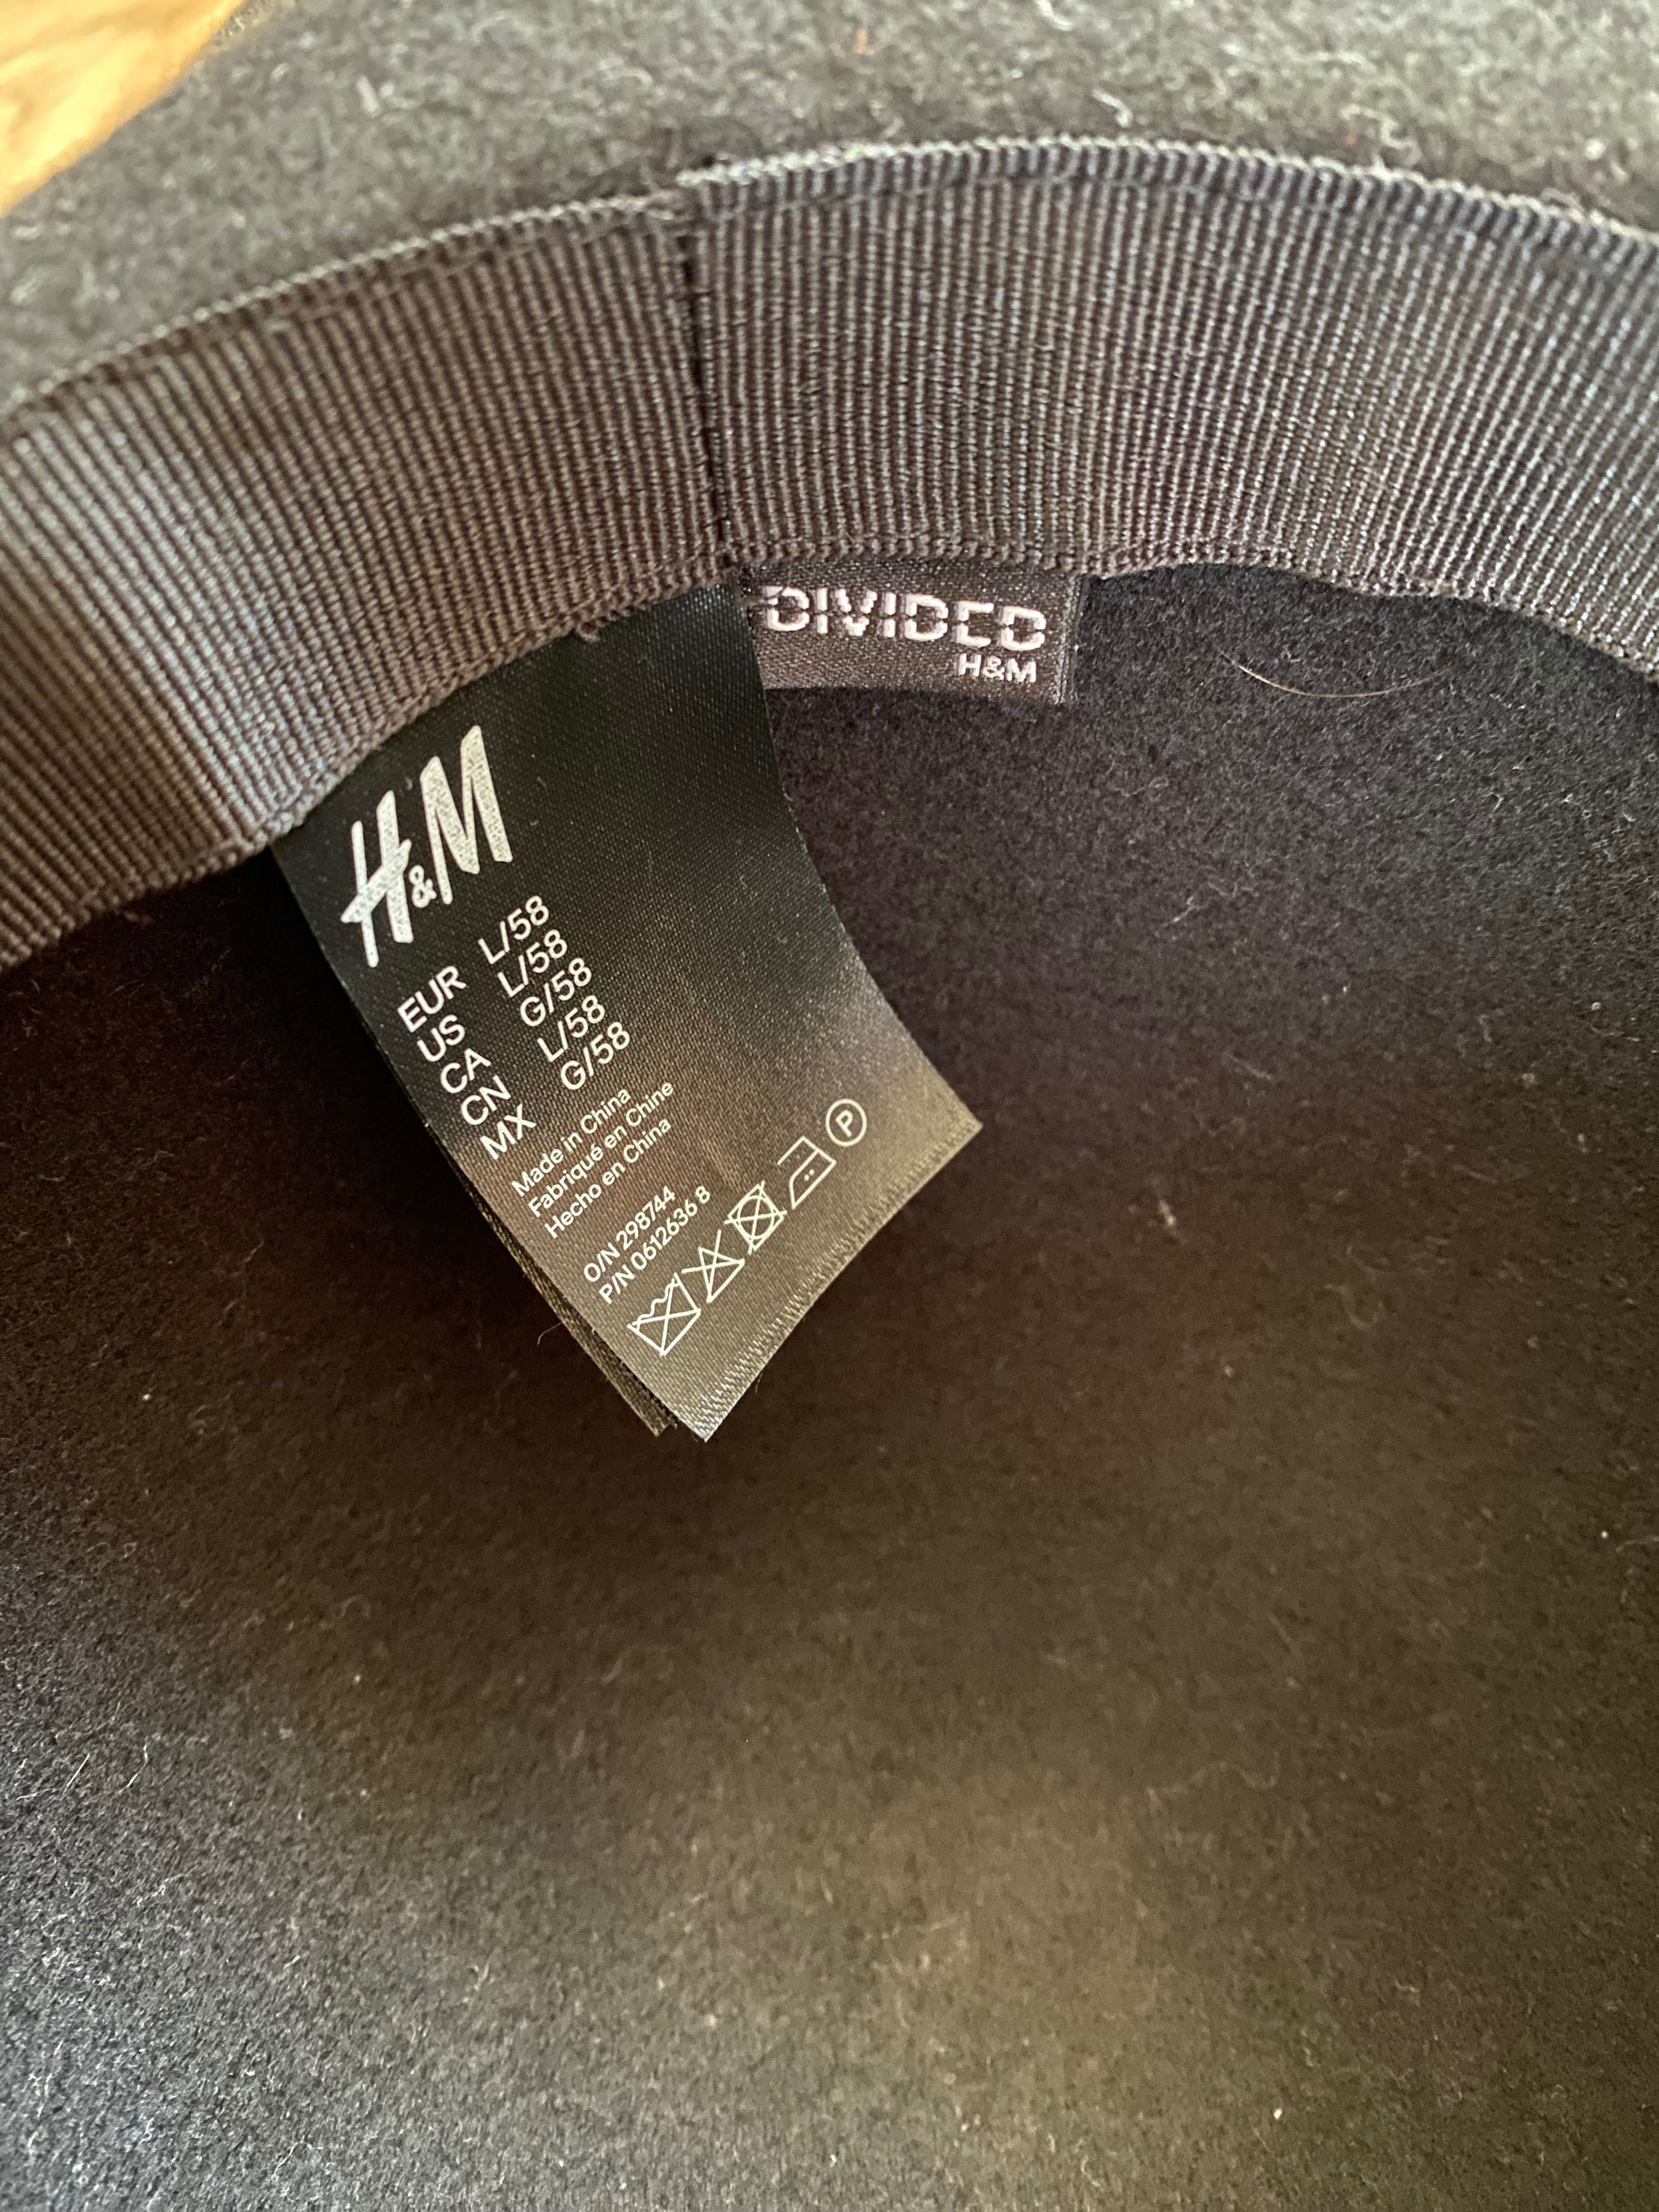 DIVIDED
H&M
H&M
EUR L/58
US L/58
CA G/58
CN L/58
MX G/58
Made in China
Fabriqué en Chine
Hecho en China
O/N 298744
P/N 0612636 8
P